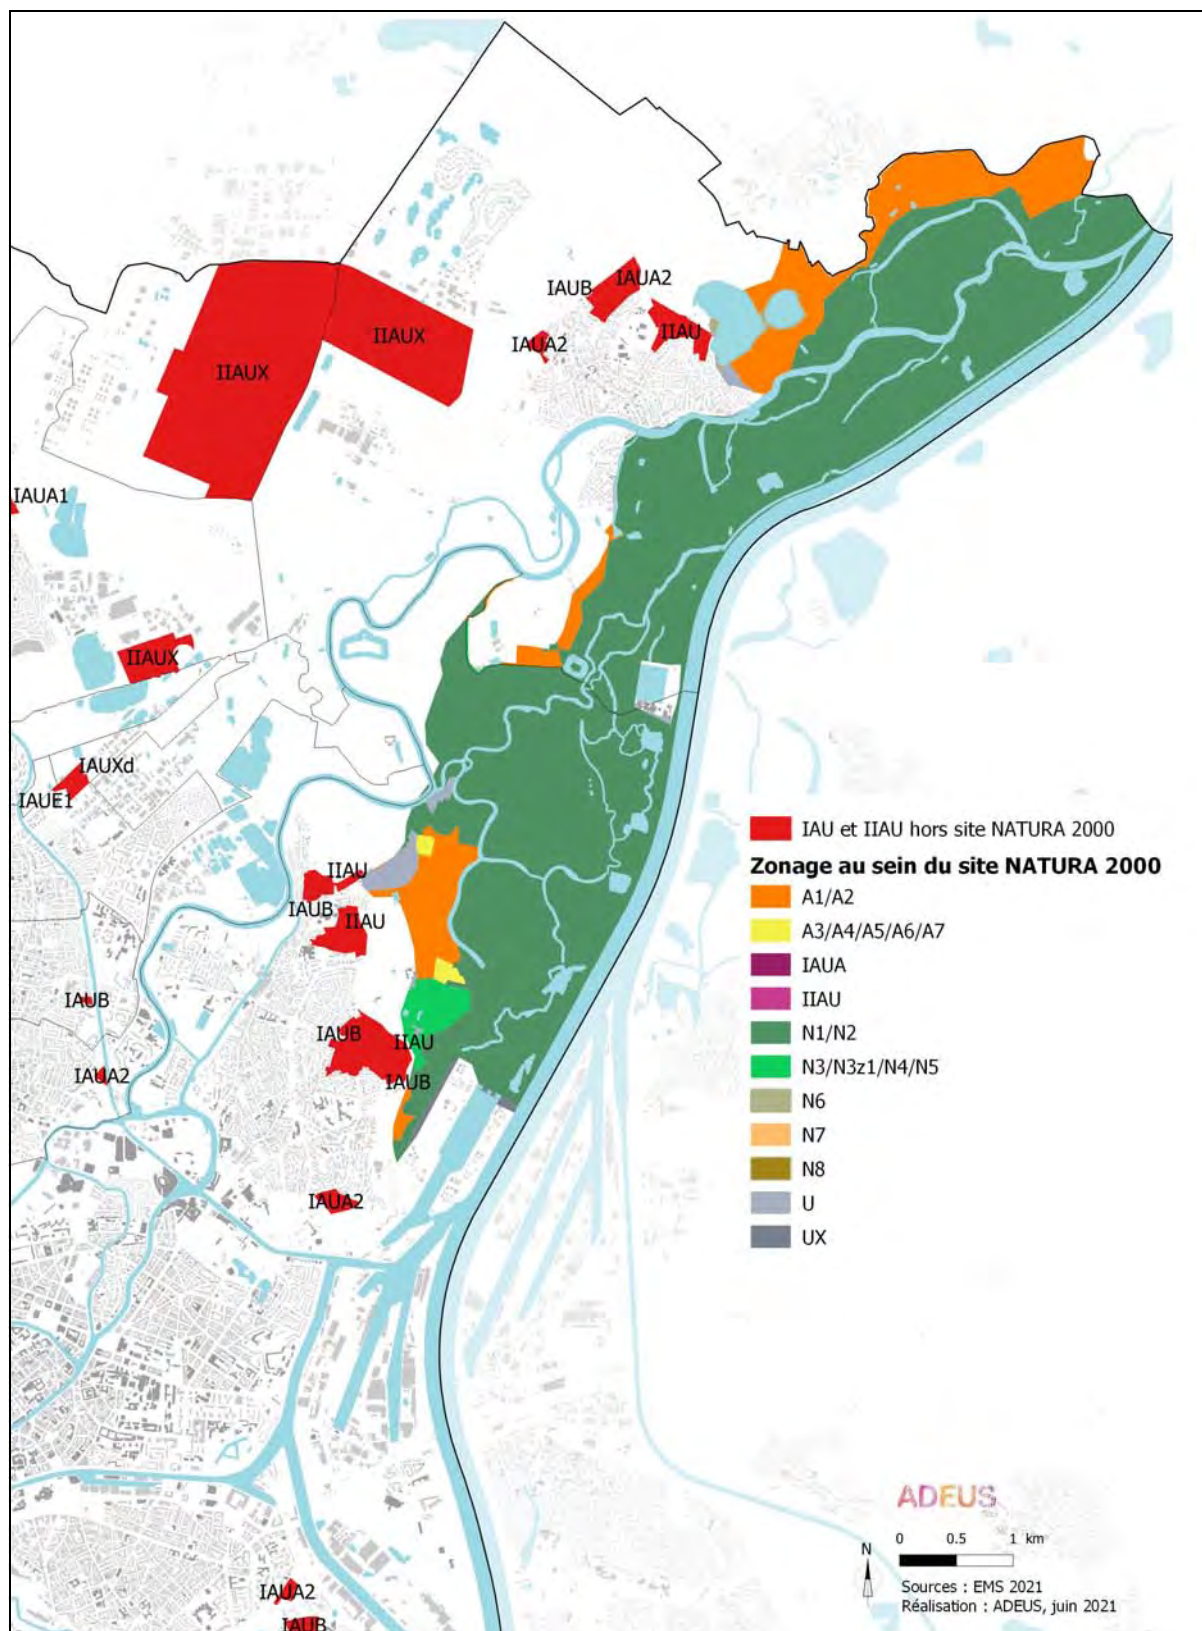 IAUB
IAUA2
IAUA2
IIAU
IIAUX
IIAUX
IAUA1
IIAUX
IAUXd
IAUE1
IIAU
IAUB
IIAU
IAUB
IAUB
IIAU
IAUA2
IAUB
IAUA2
IAUA2
IAUB
IAU et IIAU hors site NATURA 2000
Zonage au sein du site NATURA 2000
A1/A2
A3/A4/A5/A6/A7
IAUA
IIAU
N1/N2
N3/N3z1/N4/N5
N6
N7
N8
U
UX
ADEUS
0 0.5 1 km
N
Sources : EMS 2021
Réalisation : ADEUS, juin 2021